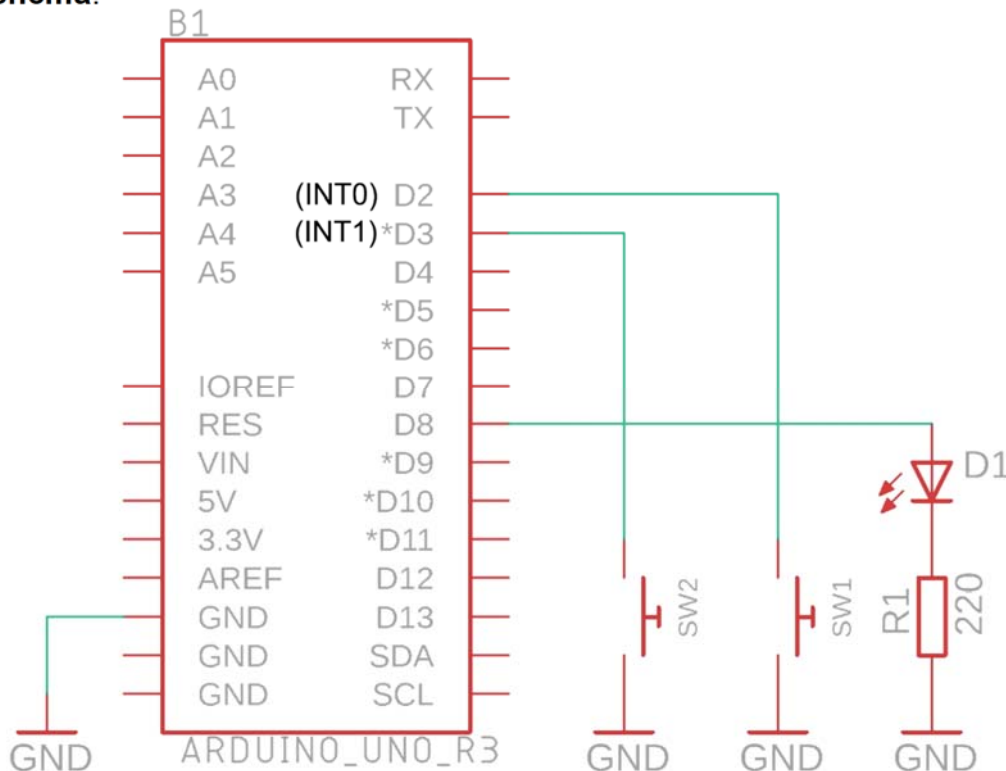 B1
A0 RX
A1 TX
A2
A3 (INT0) D2
A4 (INT1) *D3
A5 D4
*D5
*D6
IOREF D7
RES D8
VIN *D9
5V *D10
3.3V *D11
AREF D12
GND D13
GND SDA
GND SCL
ARDUINO_UNO_R3
GND
SW2
GND
SW1
GND
D1
R1
220
GND